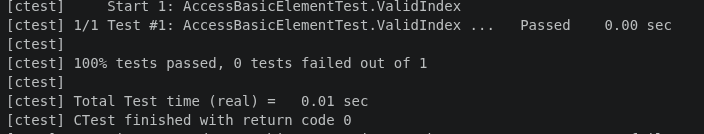 [ctest]     Start 1: AccessBasicElementTest.ValidIndex
[ctest] 1/1 Test #1: AccessBasicElementTest.ValidIndex ...   Passed    0.00 sec
[ctest]
[ctest] 100% tests passed, 0 tests failed out of 1
[ctest]
[ctest] Total Test time (real) =   0.01 sec
[ctest] CTest finished with return code 0